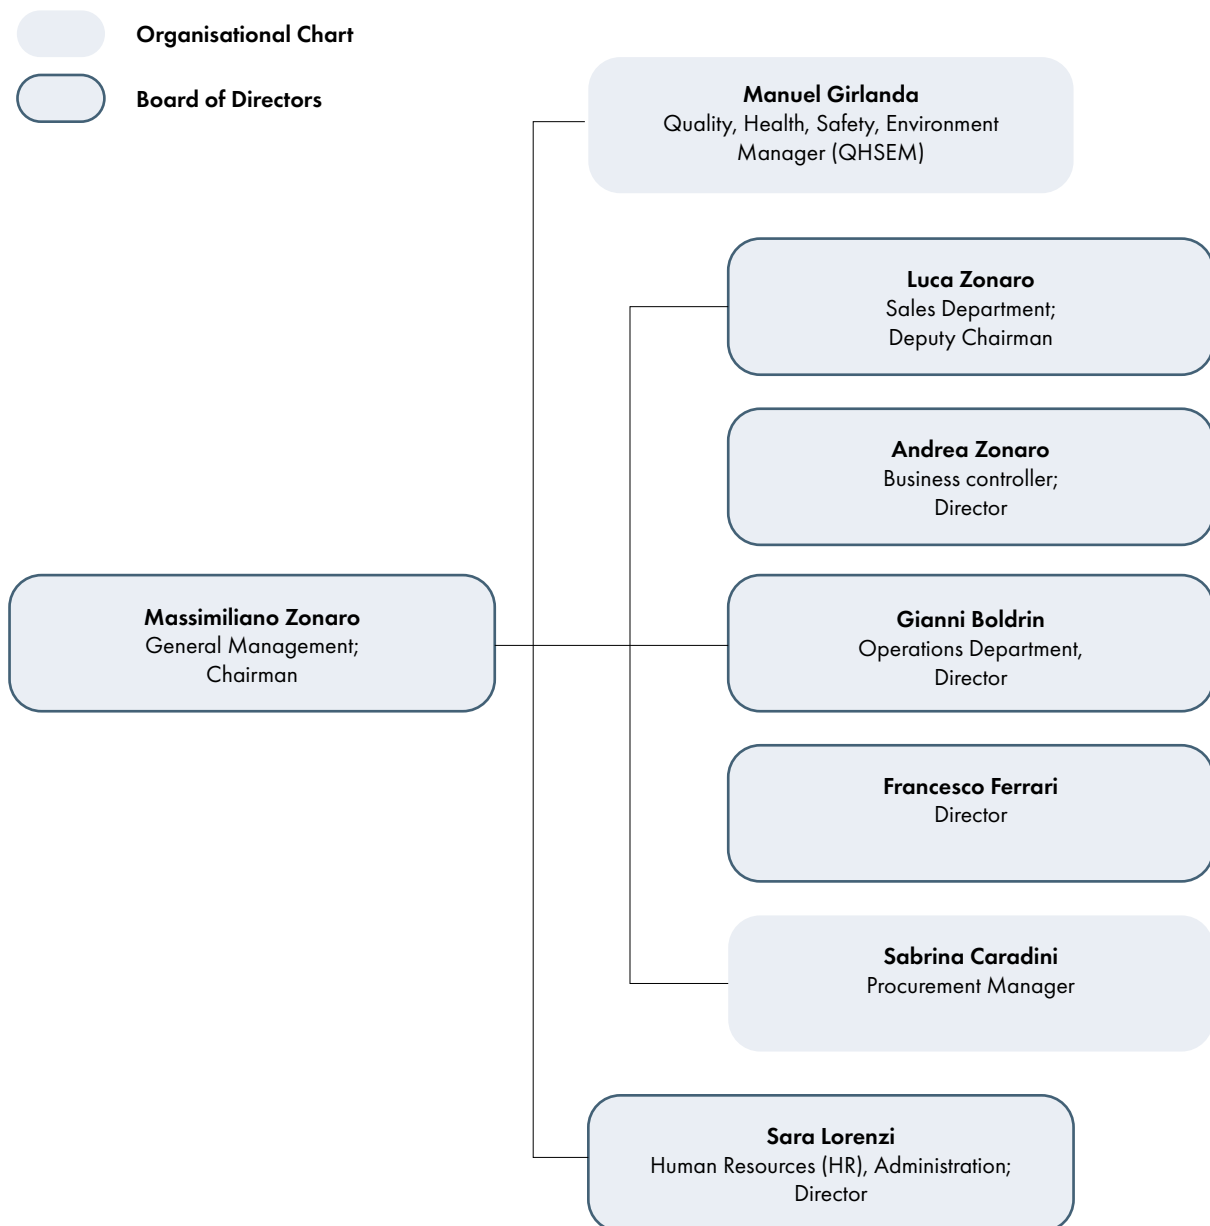 Organisational Chart
Board of Directors
Manuel Girlanda
Quality, Health, Safety, Environment
Manager (QHSEM)
Luca Zonaro
Sales Department;
Deputy Chairman
Andrea Zonaro
Business controller;
Director
Massimiliano Zonaro
General Management;
Chairman
Gianni Boldrin
Operations Department,
Director
Francesco Ferrari
Director
Sabrina Caradini
Procurement Manager
Sara Lorenzi
Human Resources (HR), Administration;
Director